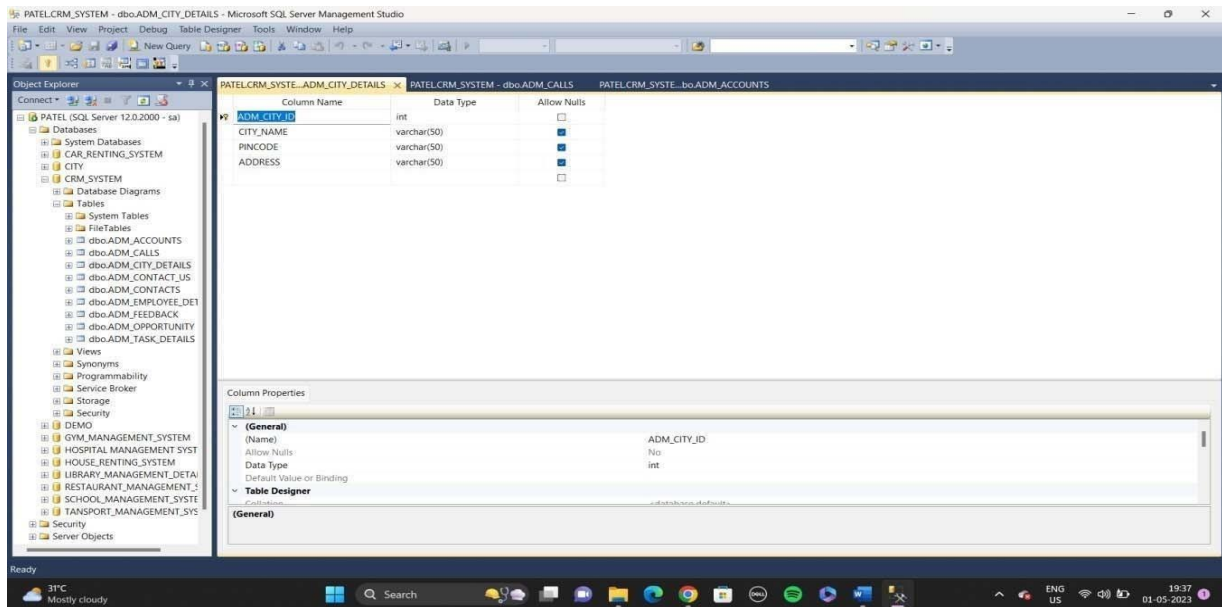 PATEL.CRM_SYSTEM - dbo.ADM_CITY_DETAILS - Microsoft SQL Server Management Studio
File Edit View Project Debug Table Designer Tools Window Help
New Query
Object Explorer
Connect
PATEL (SQL Server 12.0.2000 - sa)
Databases
System Databases
CAR_RENTING_SYSTEM
CITY
CRM_SYSTEM
Database Diagrams
Tables
System Tables
FileTables
dbo.ADM_ACCOUNTS
dbo.ADM_CALLS
dbo.ADM_CITY_DETAILS
dbo.ADM_CONTACT_US
dbo.ADM_CONTACTS
dbo.ADM_EMPLOYEE_DET
dbo.ADM_FEEDBACK
dbo.ADM_OPPORTUNITY
dbo.ADM_TASK_DETAILS
Views
Synonyms
Programmability
Service Broker
Storage
Security
DEMO
GYM_MANAGEMENT_SYSTEM
HOSPITAL MANAGEMENT SYST
HOUSE_RENTING_SYSTEM
LIBRARY_MANAGEMENT_DETAI
RESTAURANT_MANAGEMENT_S
SCHOOL_MANAGEMENT_SYSTE
TANSPORT_MANAGEMENT_SYS
Security
Server Objects
PATEL.CRM_SYSTE...ADM_CITY_DETAILS PATEL.CRM_SYSTEM - dbo.ADM_CALLS PATEL.CRM_SYSTE...bo.ADM_ACCOUNTS
Column Name Data Type Allow Nulls
ADM_CITY_ID int
CITY_NAME varchar(50)
PINCODE varchar(50)
ADDRESS varchar(50)
Column Properties
(General)
(Name) ADM_CITY_ID
Allow Nulls No
Data Type int
Default Value or Binding
Table Designer
Collation <database default>
(General)
Ready
31°C
Mostly cloudy
Search
DELL
ENG
US
19:37
01-05-2023
1